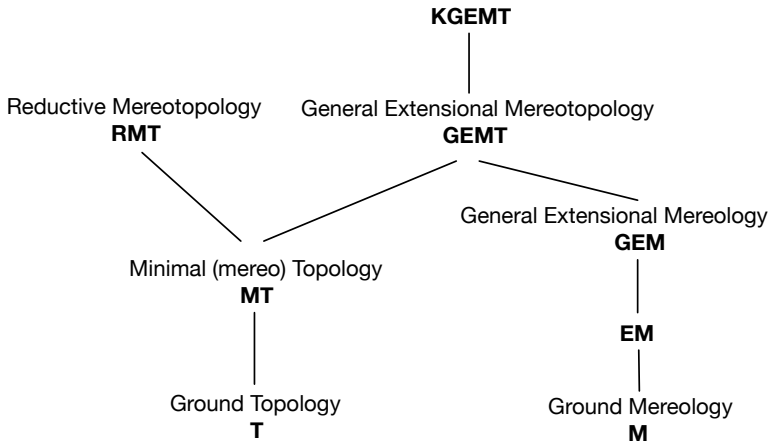 KGEMT
Reductive Mereotopology
RMT
General Extensional Mereotopology
GEMT
General Extensional Mereology
GEM
Minimal (mereo) Topology
MT
EM
Ground Topology
T
Ground Mereology
M